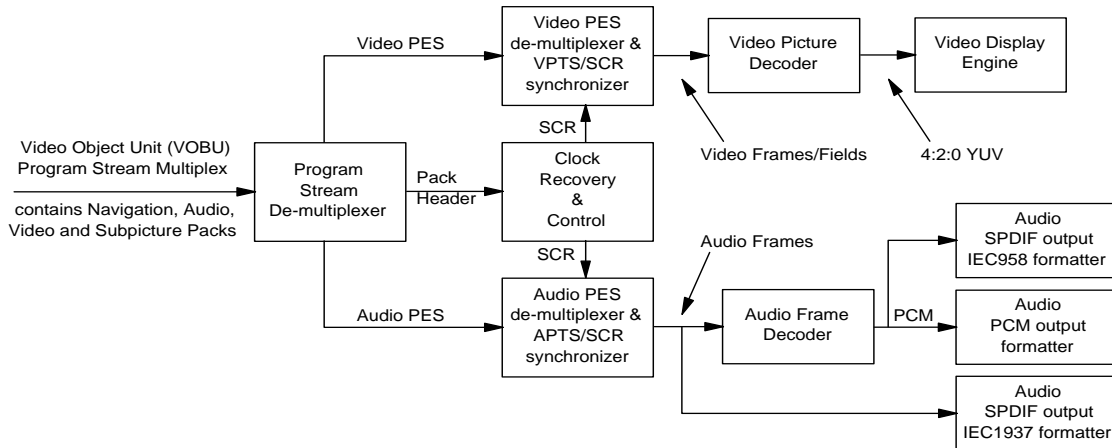 Video PES
Video PES
de-multiplexer &
VPTS/SCR
synchronizer
Video Picture
Decoder
Video Display
Engine
SCR
Video Frames/Fields
4:2:0 YUV
Video Object Unit (VOBU)
Program Stream Multiplex
contains Navigation, Audio,
Video and Subpicture Packs
Program
Stream
De-multiplexer
Pack
Header
Clock
Recovery
&
Control
SCR
Audio Frames
Audio PES
Audio PES
de-multiplexer &
APTS/SCR
synchronizer
Audio Frame
Decoder
PCM
Audio
SPDIF output
IEC958 formatter
Audio
PCM output
formatter
Audio
SPDIF output
IEC1937 formatter